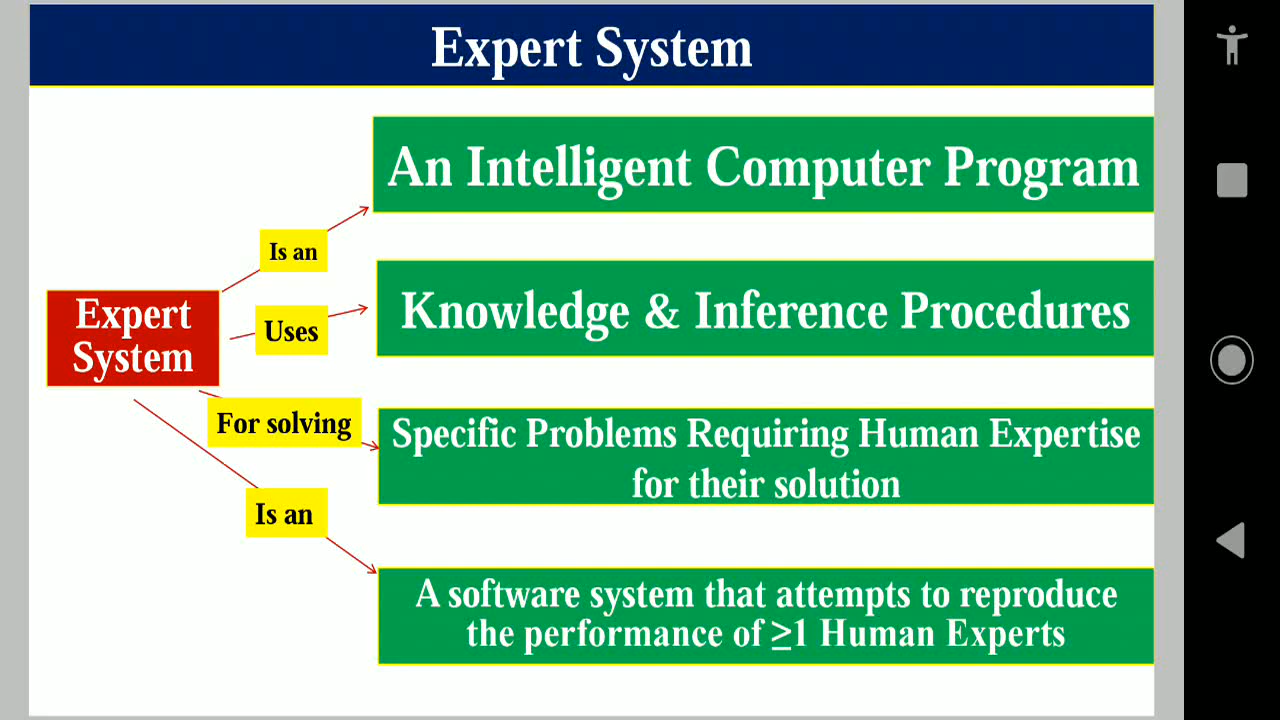 Expert System
An Intelligent Computer Program
Is an
Knowledge & Inference Procedures
Expert
System
Uses
For solving
Specific Problems Requiring Human Expertise
for their solution
Is an
A software system that attempts to reproduce
the performance of ≥1 Human Experts